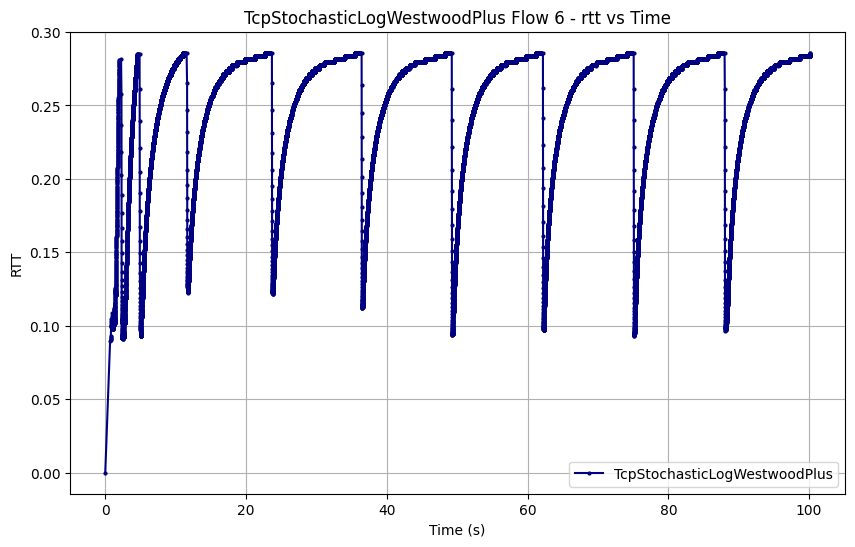 TcpStochasticLogWestwoodPlus Flow 6 - rtt vs Time
0.30
0.25
0.20
0.15
0.10
0.05
0.00
RTT
0 20 40 60 80 100
Time (s)
TcpStochasticLogWestwoodPlus